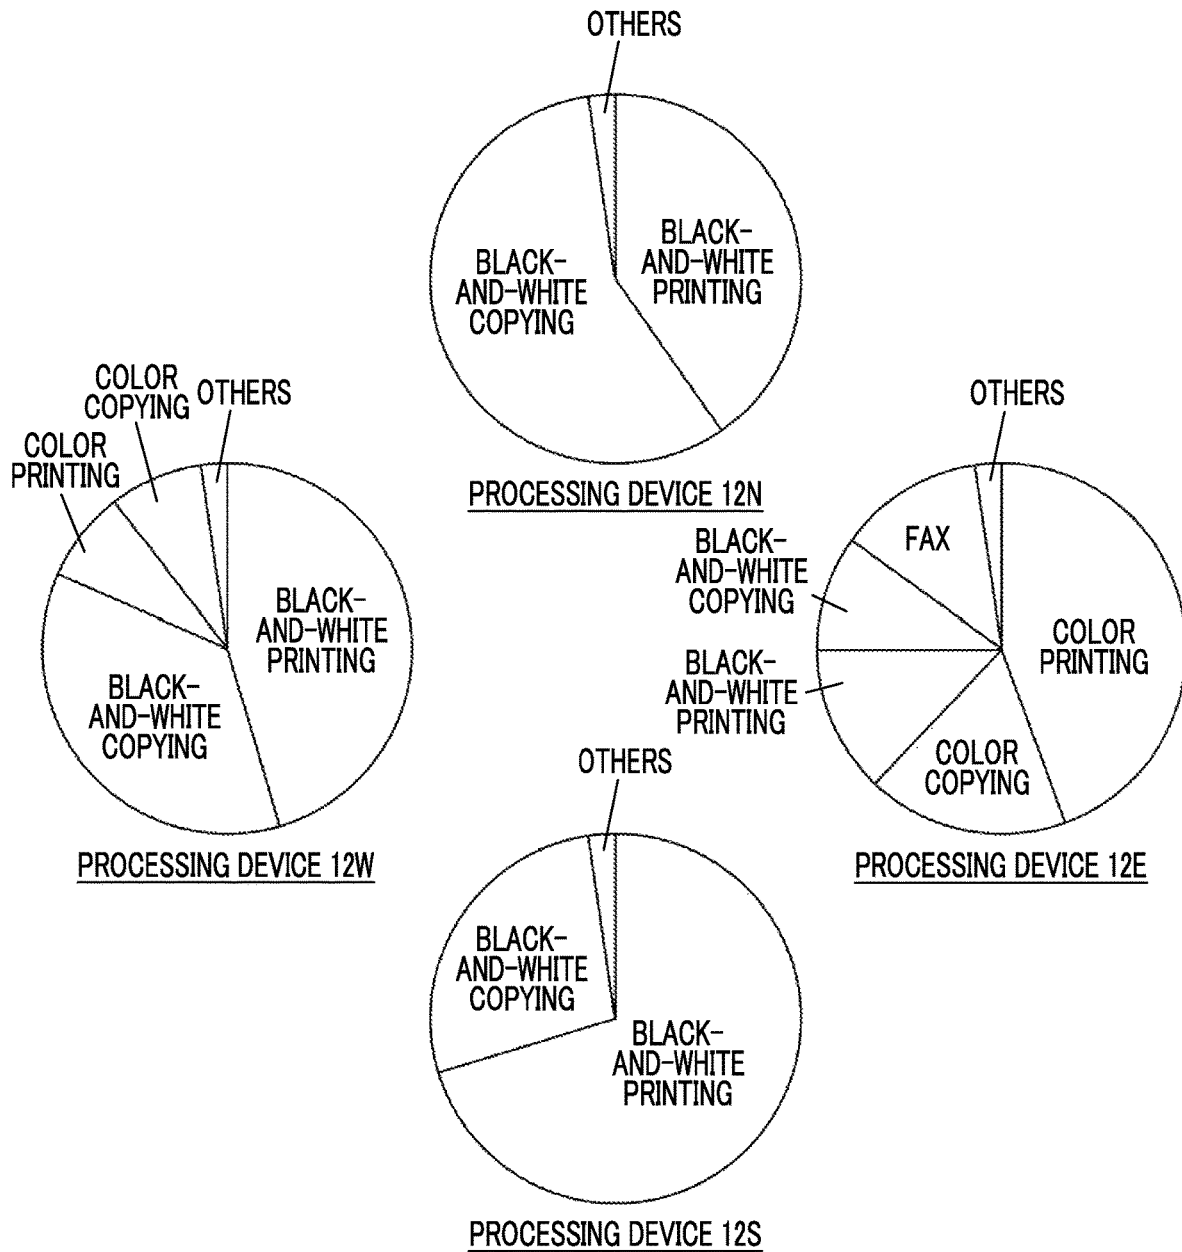 OTHERS
BLACK-
AND-WHITE
PRINTING
BLACK-
AND-WHITE
COPYING
PROCESSING DEVICE 12N
COLOR
COPYING
OTHERS
COLOR
PRINTING
BLACK-
AND-WHITE
PRINTING
BLACK-
AND-WHITE
COPYING
PROCESSING DEVICE 12W
OTHERS
FAX
BLACK-
AND-WHITE
COPYING
COLOR
PRINTING
BLACK-
AND-WHITE
PRINTING
COLOR
COPYING
PROCESSING DEVICE 12E
OTHERS
BLACK-
AND-WHITE
COPYING
BLACK-
AND-WHITE
PRINTING
PROCESSING DEVICE 12S